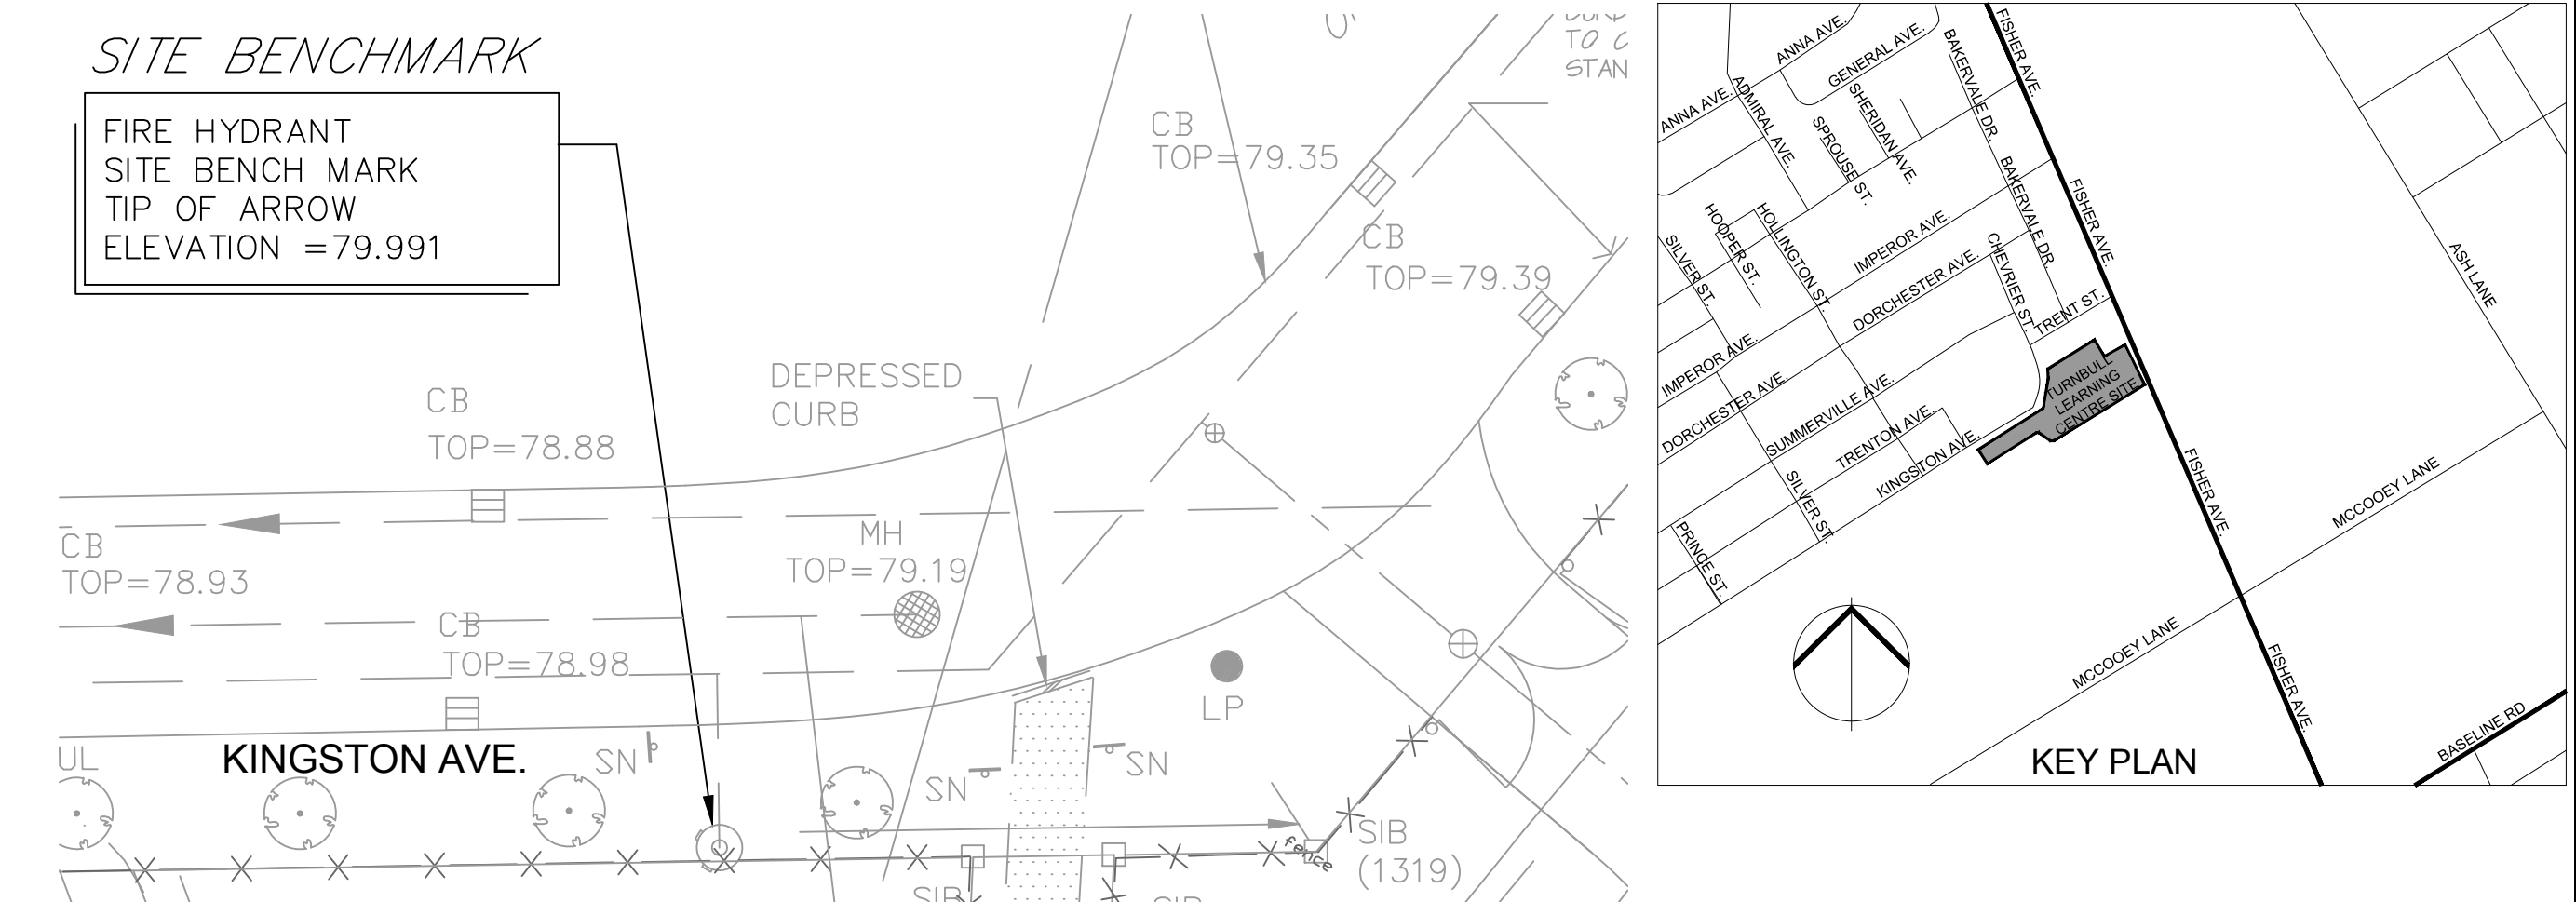 SITE BENCHMARK
FIRE HYDRANT
SITE BENCH MARK
TIP OF ARROW
ELEVATION =79.991
TO
STAN
CB
TOP=79.35
CB
TOP=79.39
DEPRESSED
CURB
CB
TOP=78.88
CB
TOP=78.93
MH
TOP=79.19
CB
TOP=78.98
LP
UL
KINGSTON AVE.
SN
SN
SN
fence
SIB
(1319)
SIB
SIB
ANNA AVE.
GENERAL AVE.
FISHER AVE.
BAKERVALE DR.
ANNA AVE.
ADMIRAL AVE.
SHERIDAN AVE.
SPROUSE ST.
BAKERVALE DR.
FISHER AVE.
HOOPER ST.
HOLLINGTON ST.
IMPEROR AVE.
SILVER ST.
CHEVRIER ST.
DORCHESTER AVE.
ASH LANE
TRENT ST.
IMPEROR AVE.
TURNBULL
LEARNING
CENTRE SITE
DORCHESTER AVE.
SUMMERVILLE AVE.
TRENTON AVE.
KINGSTON AVE.
SILVER ST.
FISHER AVE.
MCCOOEY LANE
PRINCE ST.
MCCOOEY LANE
FISHER AVE.
BASELINE RD
KEY PLAN